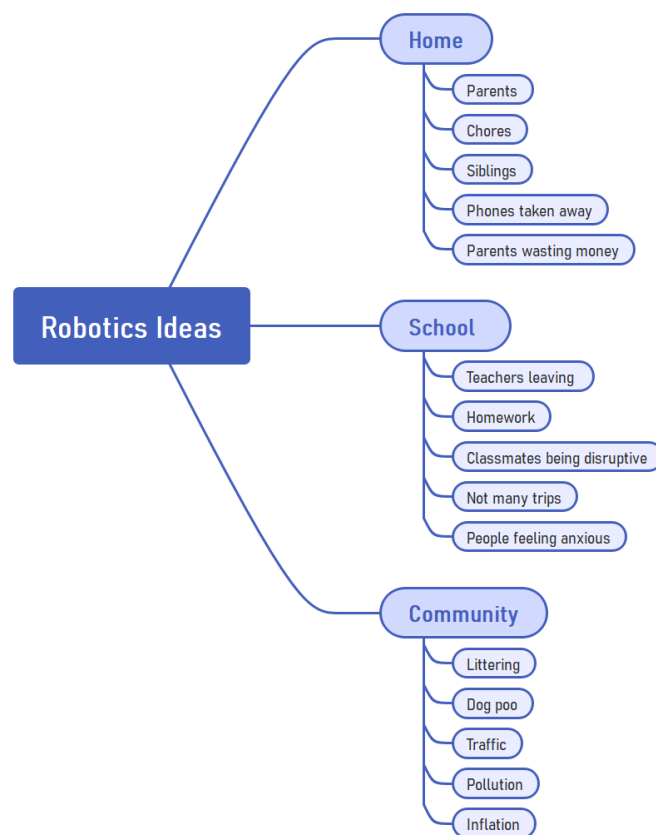 Robotics Ideas
Home
Parents
Chores
Siblings
Phones taken away
Parents wasting money
School
Teachers leaving
Homework
Classmates being disruptive
Not many trips
People feeling anxious
Community
Littering
Dog poo
Traffic
Pollution
Inflation